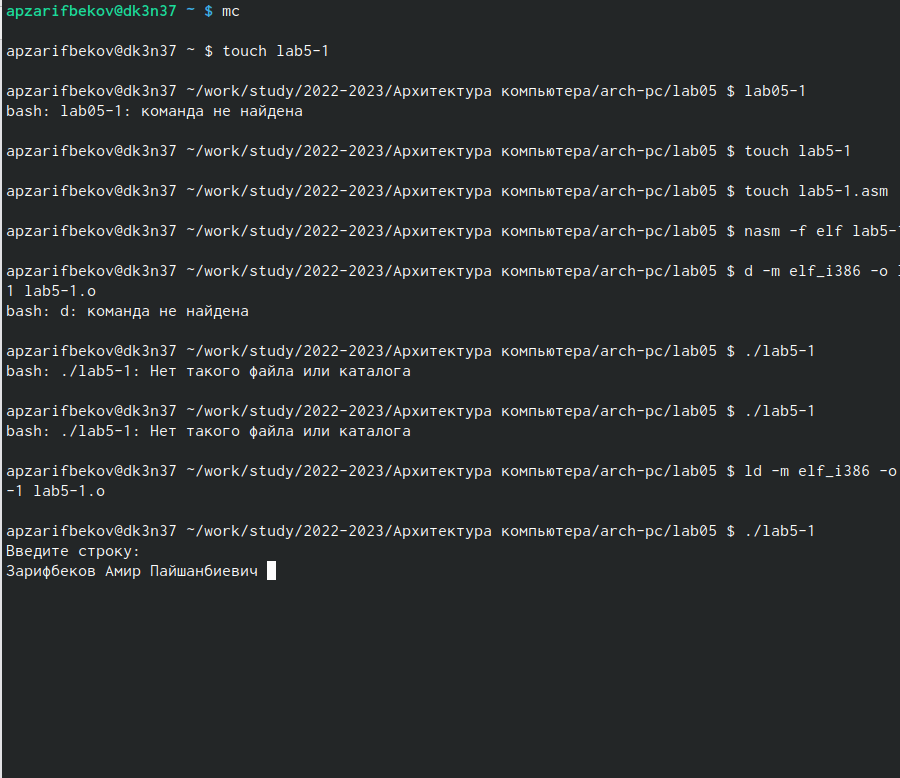 apzarifbekov@dk3n37 ~ $ mc
apzarifbekov@dk3n37 ~ $ touch lab5-1
apzarifbekov@dk3n37 ~/work/study/2022-2023/Архитектура компьютера/arch-pc/lab05 $ lab05-1
bash: lab05-1: команда не найдена
apzarifbekov@dk3n37 ~/work/study/2022-2023/Архитектура компьютера/arch-pc/lab05 $ touch lab5-1
apzarifbekov@dk3n37 ~/work/study/2022-2023/Архитектура компьютера/arch-pc/lab05 $ touch lab5-1.asm
apzarifbekov@dk3n37 ~/work/study/2022-2023/Архитектура компьютера/arch-pc/lab05 $ nasm -f elf lab5-
apzarifbekov@dk3n37 ~/work/study/2022-2023/Архитектура компьютера/arch-pc/lab05 $ d -m elf_i386 -o
1 lab5-1.o
bash: d: команда не найдена
apzarifbekov@dk3n37 ~/work/study/2022-2023/Архитектура компьютера/arch-pc/lab05 $ ./lab5-1
bash: ./lab5-1: Нет такого файла или каталога
apzarifbekov@dk3n37 ~/work/study/2022-2023/Архитектура компьютера/arch-pc/lab05 $ ./lab5-1
bash: ./lab5-1: Нет такого файла или каталога
apzarifbekov@dk3n37 ~/work/study/2022-2023/Архитектура компьютера/arch-pc/lab05 $ ld -m elf_i386 -o
-1 lab5-1.o
apzarifbekov@dk3n37 ~/work/study/2022-2023/Архитектура компьютера/arch-pc/lab05 $ ./lab5-1
Введите строку:
Зарифбеков Амир Пайшанбиевич